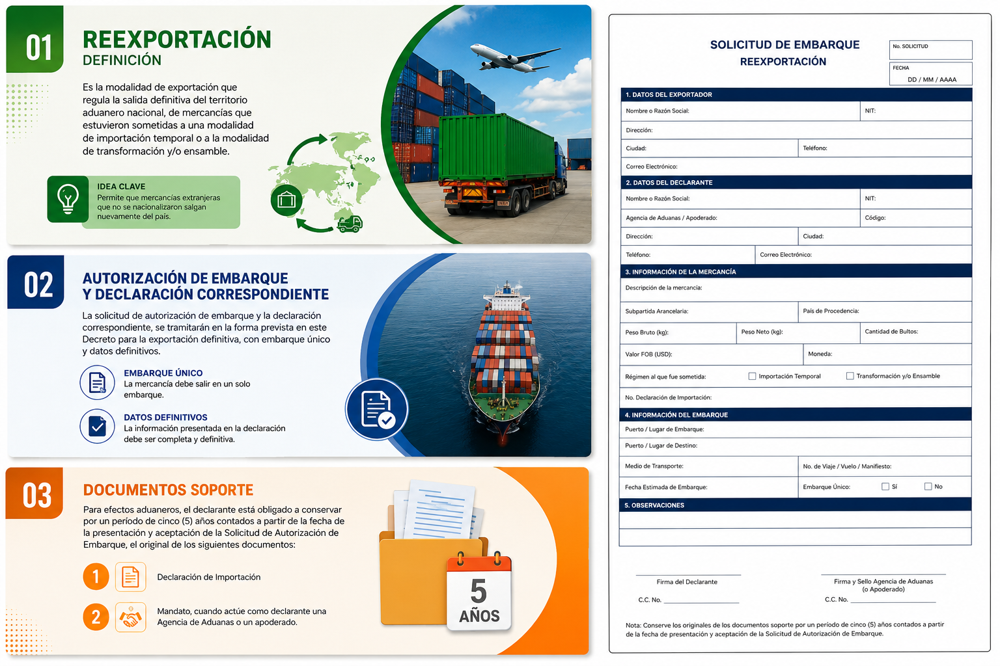 01
REEXPORTACIÓN
DEFINICIÓN
Es la modalidad de exportación que
regula la salida definitiva del territorio
aduanero nacional, de mercancías que
estuvieron sometidas a una modalidad
de importación temporal o a la modalidad
de transformación y/o ensamble.
IDEA CLAVE
Permite que mercancías extranjeras
que no se nacionalizaron salgan
nuevamente del país.
02
AUTORIZACIÓN DE EMBARQUE
Y DECLARACIÓN CORRESPONDIENTE
La solicitud de autorización de embarque y la declaración
correspondiente, se tramitarán en la forma prevista en este
Decreto para la exportación definitiva, con embarque único
y datos definitivos.
EMBARQUE ÚNICO
La mercancía debe salir en un solo
embarque.
DATOS DEFINITIVOS
La información presentada en la declaración
debe ser completa y definitiva.
03
DOCUMENTOS SOPORTE
Para efectos aduaneros, el declarante está obligado a conservar
por un período de cinco (5) años contados a partir de la fecha de
la presentación y aceptación de la Solicitud de Autorización de
Embarque, el original de los siguientes documentos:
1
Declaración de Importación
2
Mandato, cuando actúe como declarante una
Agencia de Aduanas o un apoderado.
5
AÑOS
SOLICITUD DE EMBARQUE
REEXPORTACIÓN
No. SOLICITUD
FECHA
DD / MM / AAAA
1. DATOS DEL EXPORTADOR
Nombre o Razón Social: NIT:
Dirección:
Ciudad: Teléfono:
Correo Electrónico:
2. DATOS DEL DECLARANTE
Nombre o Razón Social: NIT:
Agencia de Aduanas / Apoderado: Código:
Dirección: Ciudad:
Teléfono: Correo Electrónico:
3. INFORMACIÓN DE LA MERCANCÍA
Descripción de la mercancía:
Subpartida Arancelaria: País de Procedencia:
Peso Bruto (kg): Peso Neto (kg): Cantidad de Bultos:
Valor FOB (USD): Moneda:
Régimen al que fue sometida: Importación Temporal Transformación y/o Ensamble
No. Declaración de Importación:
4. INFORMACIÓN DEL EMBARQUE
Puerto / Lugar de Embarque:
Puerto / Lugar de Destino:
Medio de Transporte: No. de Viaje / Vuelo / Manifiesto:
Fecha Estimada de Embarque: Embarque Único: Sí No
5. OBSERVACIONES
Firma del Declarante
C.C. No.
Firma y Sello Agencia de Aduanas
(o Apoderado)
C.C. No.
Nota: Conserve los originales de los documentos soporte por un período de cinco (5) años contados a partir
de la fecha de presentación y aceptación de la Solicitud de Autorización de Embarque.